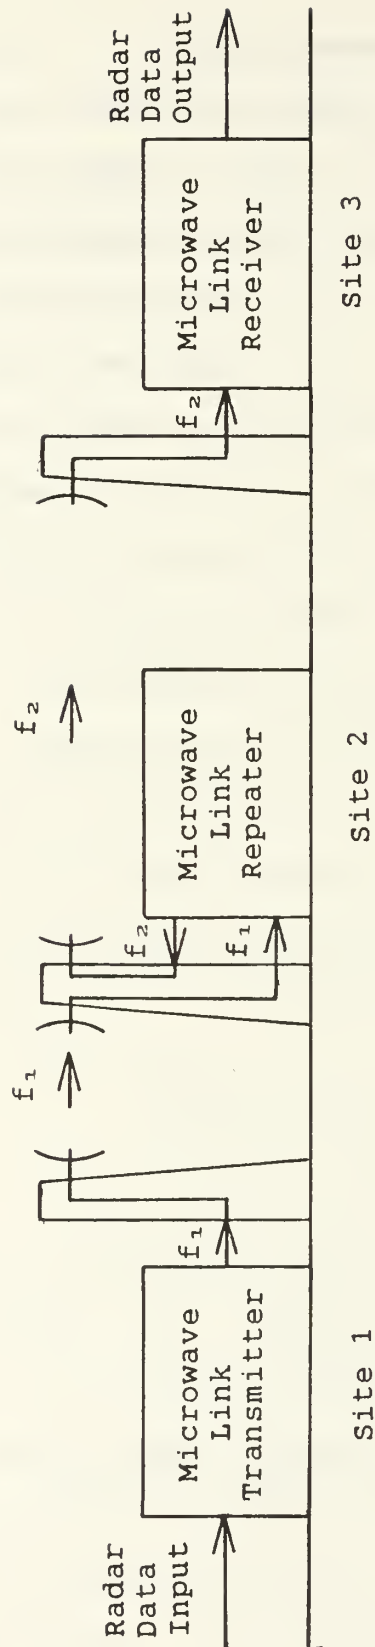 Radar
Data
Input
Microwave
Link
Transmitter
f₁
Site 1
f₁
f₂
f₁
Microwave
Link
Repeater
Site 2
f₂
f₂
Microwave
Link
Receiver
Site 3
Radar
Data
Output